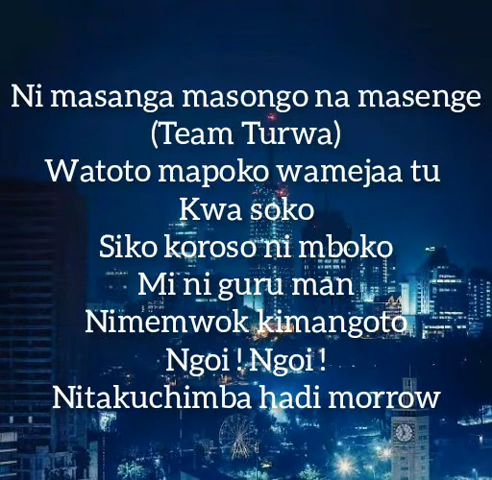 Ni masanga masongo na masenge
(Team Turwa)
Watoto mapoko wamejaa tu
Kwa soko
Siko koroso ni mboko
Mi ni guru man
Nimemwok kimangoto
Ngoi ! Ngoi !
Nitakuchimba hadi morrow